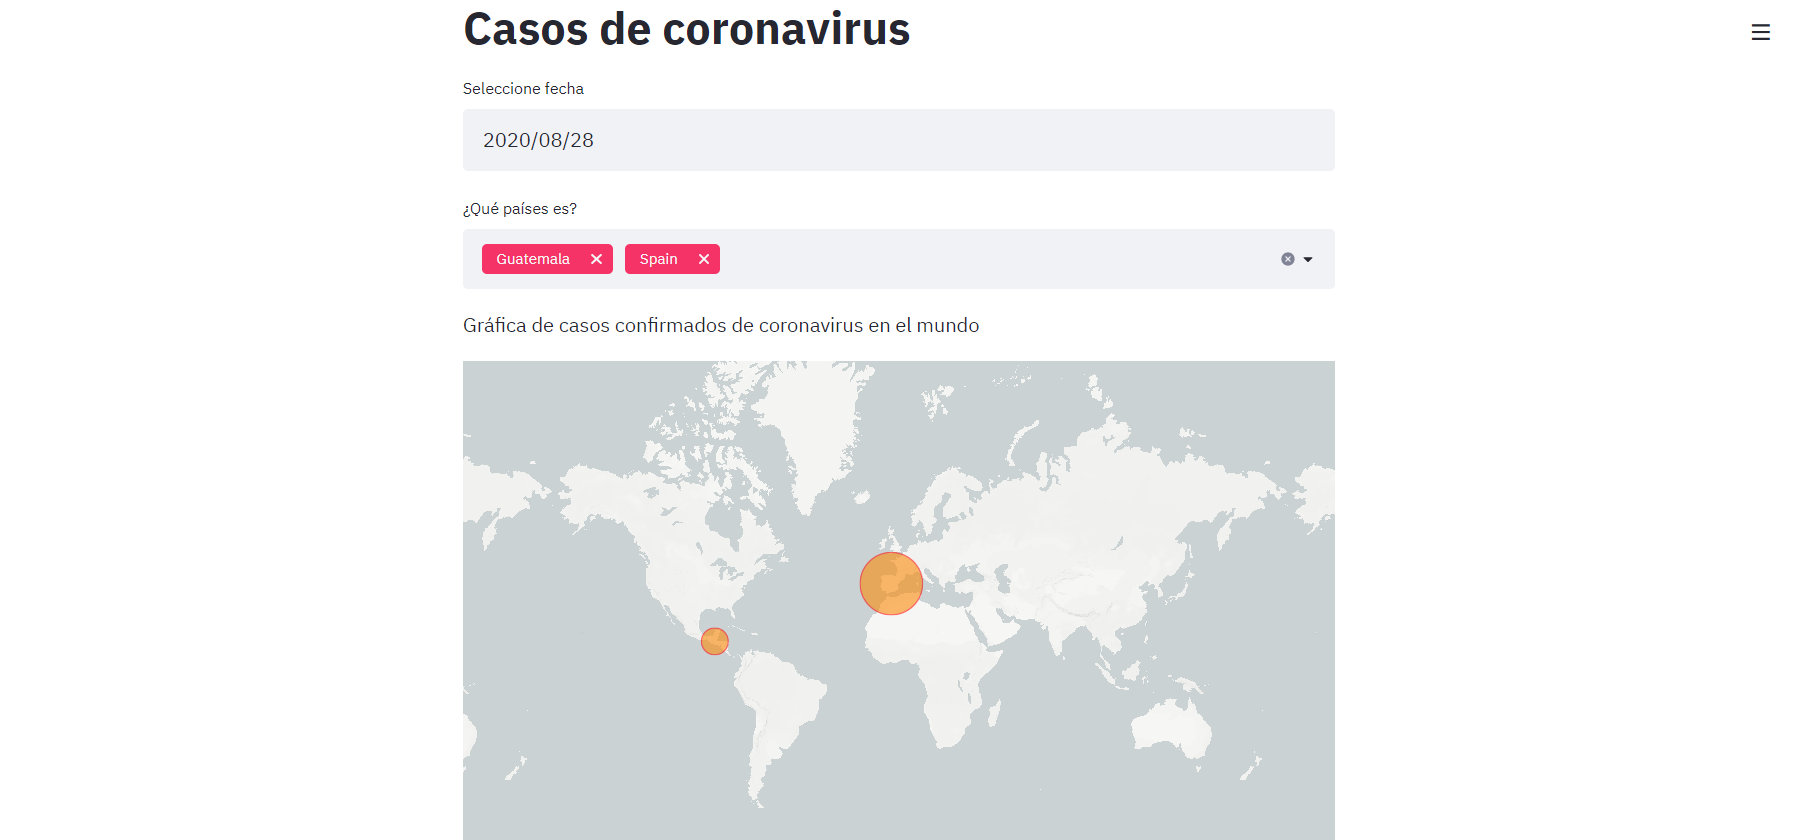 Casos de coronavirus
Seleccione fecha
2020/08/28
¿Qué países es?
Guatemala Spain
Gráfica de casos confirmados de coronavirus en el mundo